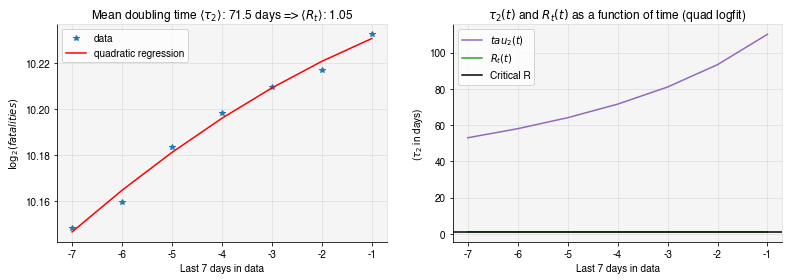 Mean doubling time ⟨τ₂⟩: 71.5 days => ⟨Rₜ⟩: 1.05
data
quadratic regression
log₂(fatalities)
10.22
10.20
10.18
10.16
-7 -6 -5 -4 -3 -2 -1
Last 7 days in data
τ₂(t) and Rₜ(t) as a function of time (quad logfit)
tau₂(t)
Rₜ(t)
Critical R
(τ₂ in days)
100
80
60
40
20
0
-7 -6 -5 -4 -3 -2 -1
Last 7 days in data